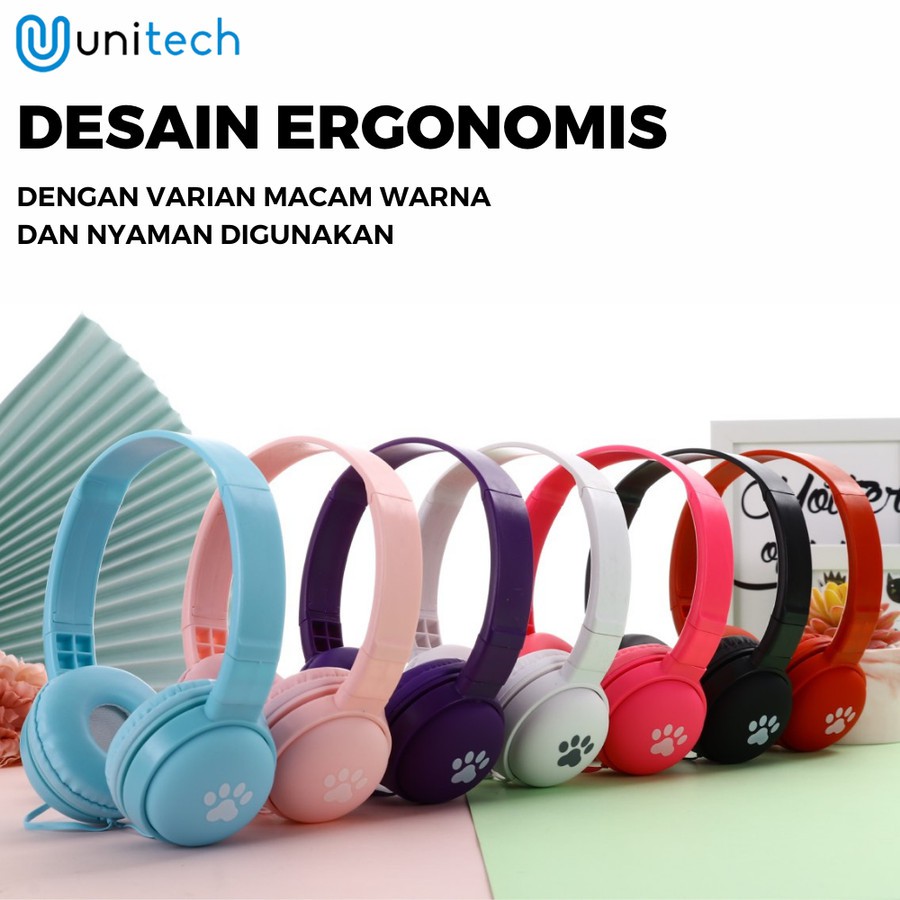 unitech
DESAIN ERGONOMIS
DENGAN VARIAN MACAM WARNA
DAN NYAMAN DIGUNAKAN